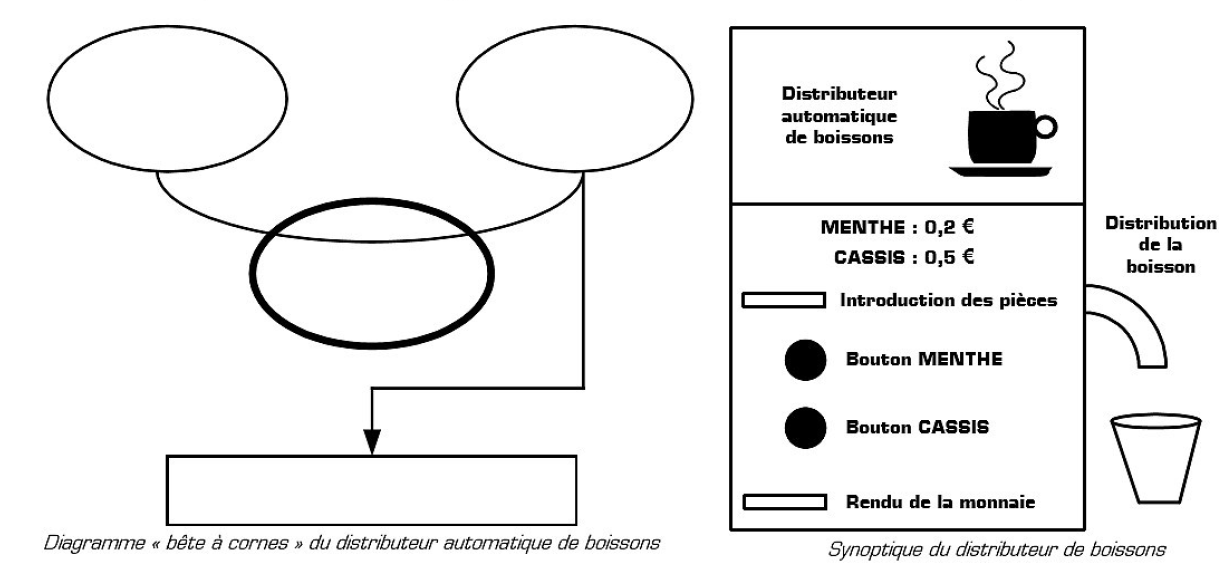 Distributeur
automatique
de boissons
MENTHE : 0,2 €
CASSIS : 0,5 €
Introduction des pièces
Bouton MENTHE
Bouton CASSIS
Rendu de la monnaie
Distribution
de la
boisson
Diagramme « bête à cornes » du distributeur automatique de boissons
Synoptique du distributeur de boissons